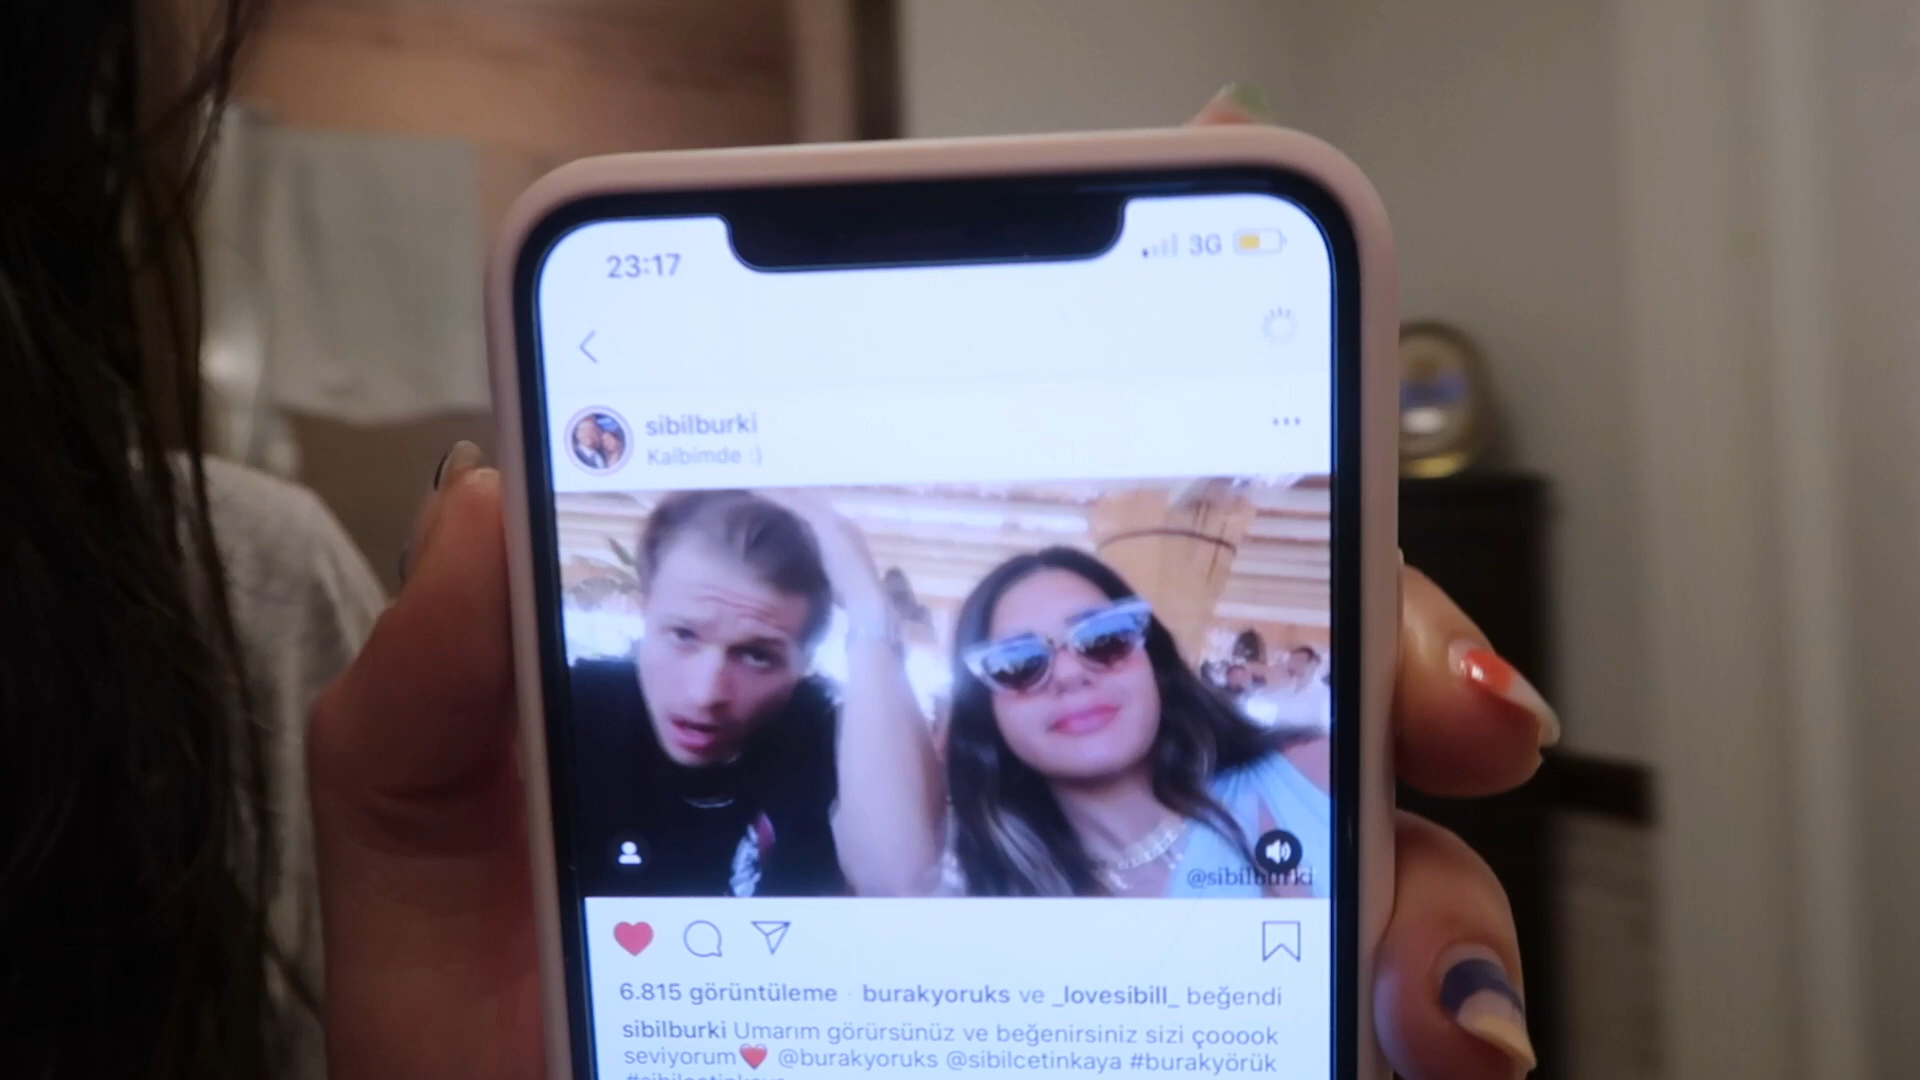 23:17
3G
sibilburki
Kalbimde :)
@sibilburki
6.815 görüntüleme · burakyoruks ve _lovesibill_ beğendi
sibilburki Umarım görürsünüz ve beğenirsiniz sizi çooook
seviyorum❤️ @burakyoruks @sibilcetinkaya #burakyörük
#sibilcetinkaya